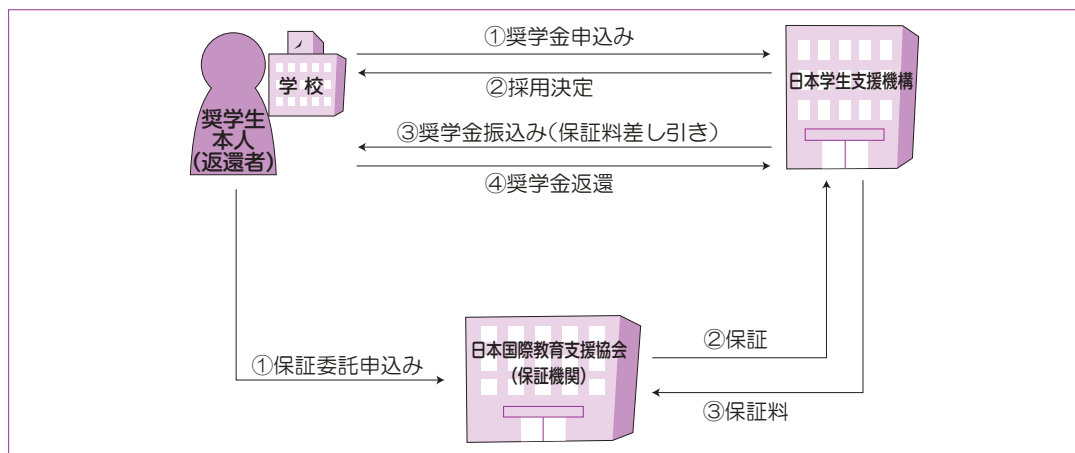 ①奨学金申込み
学校
②採用決定
日本学生支援機構
奨学生
本人
(返還者)
③奨学金振込み(保証料差し引き)
④奨学金返還
①保証委託申込み
日本国際教育支援協会
(保証機関)
②保証
③保証料